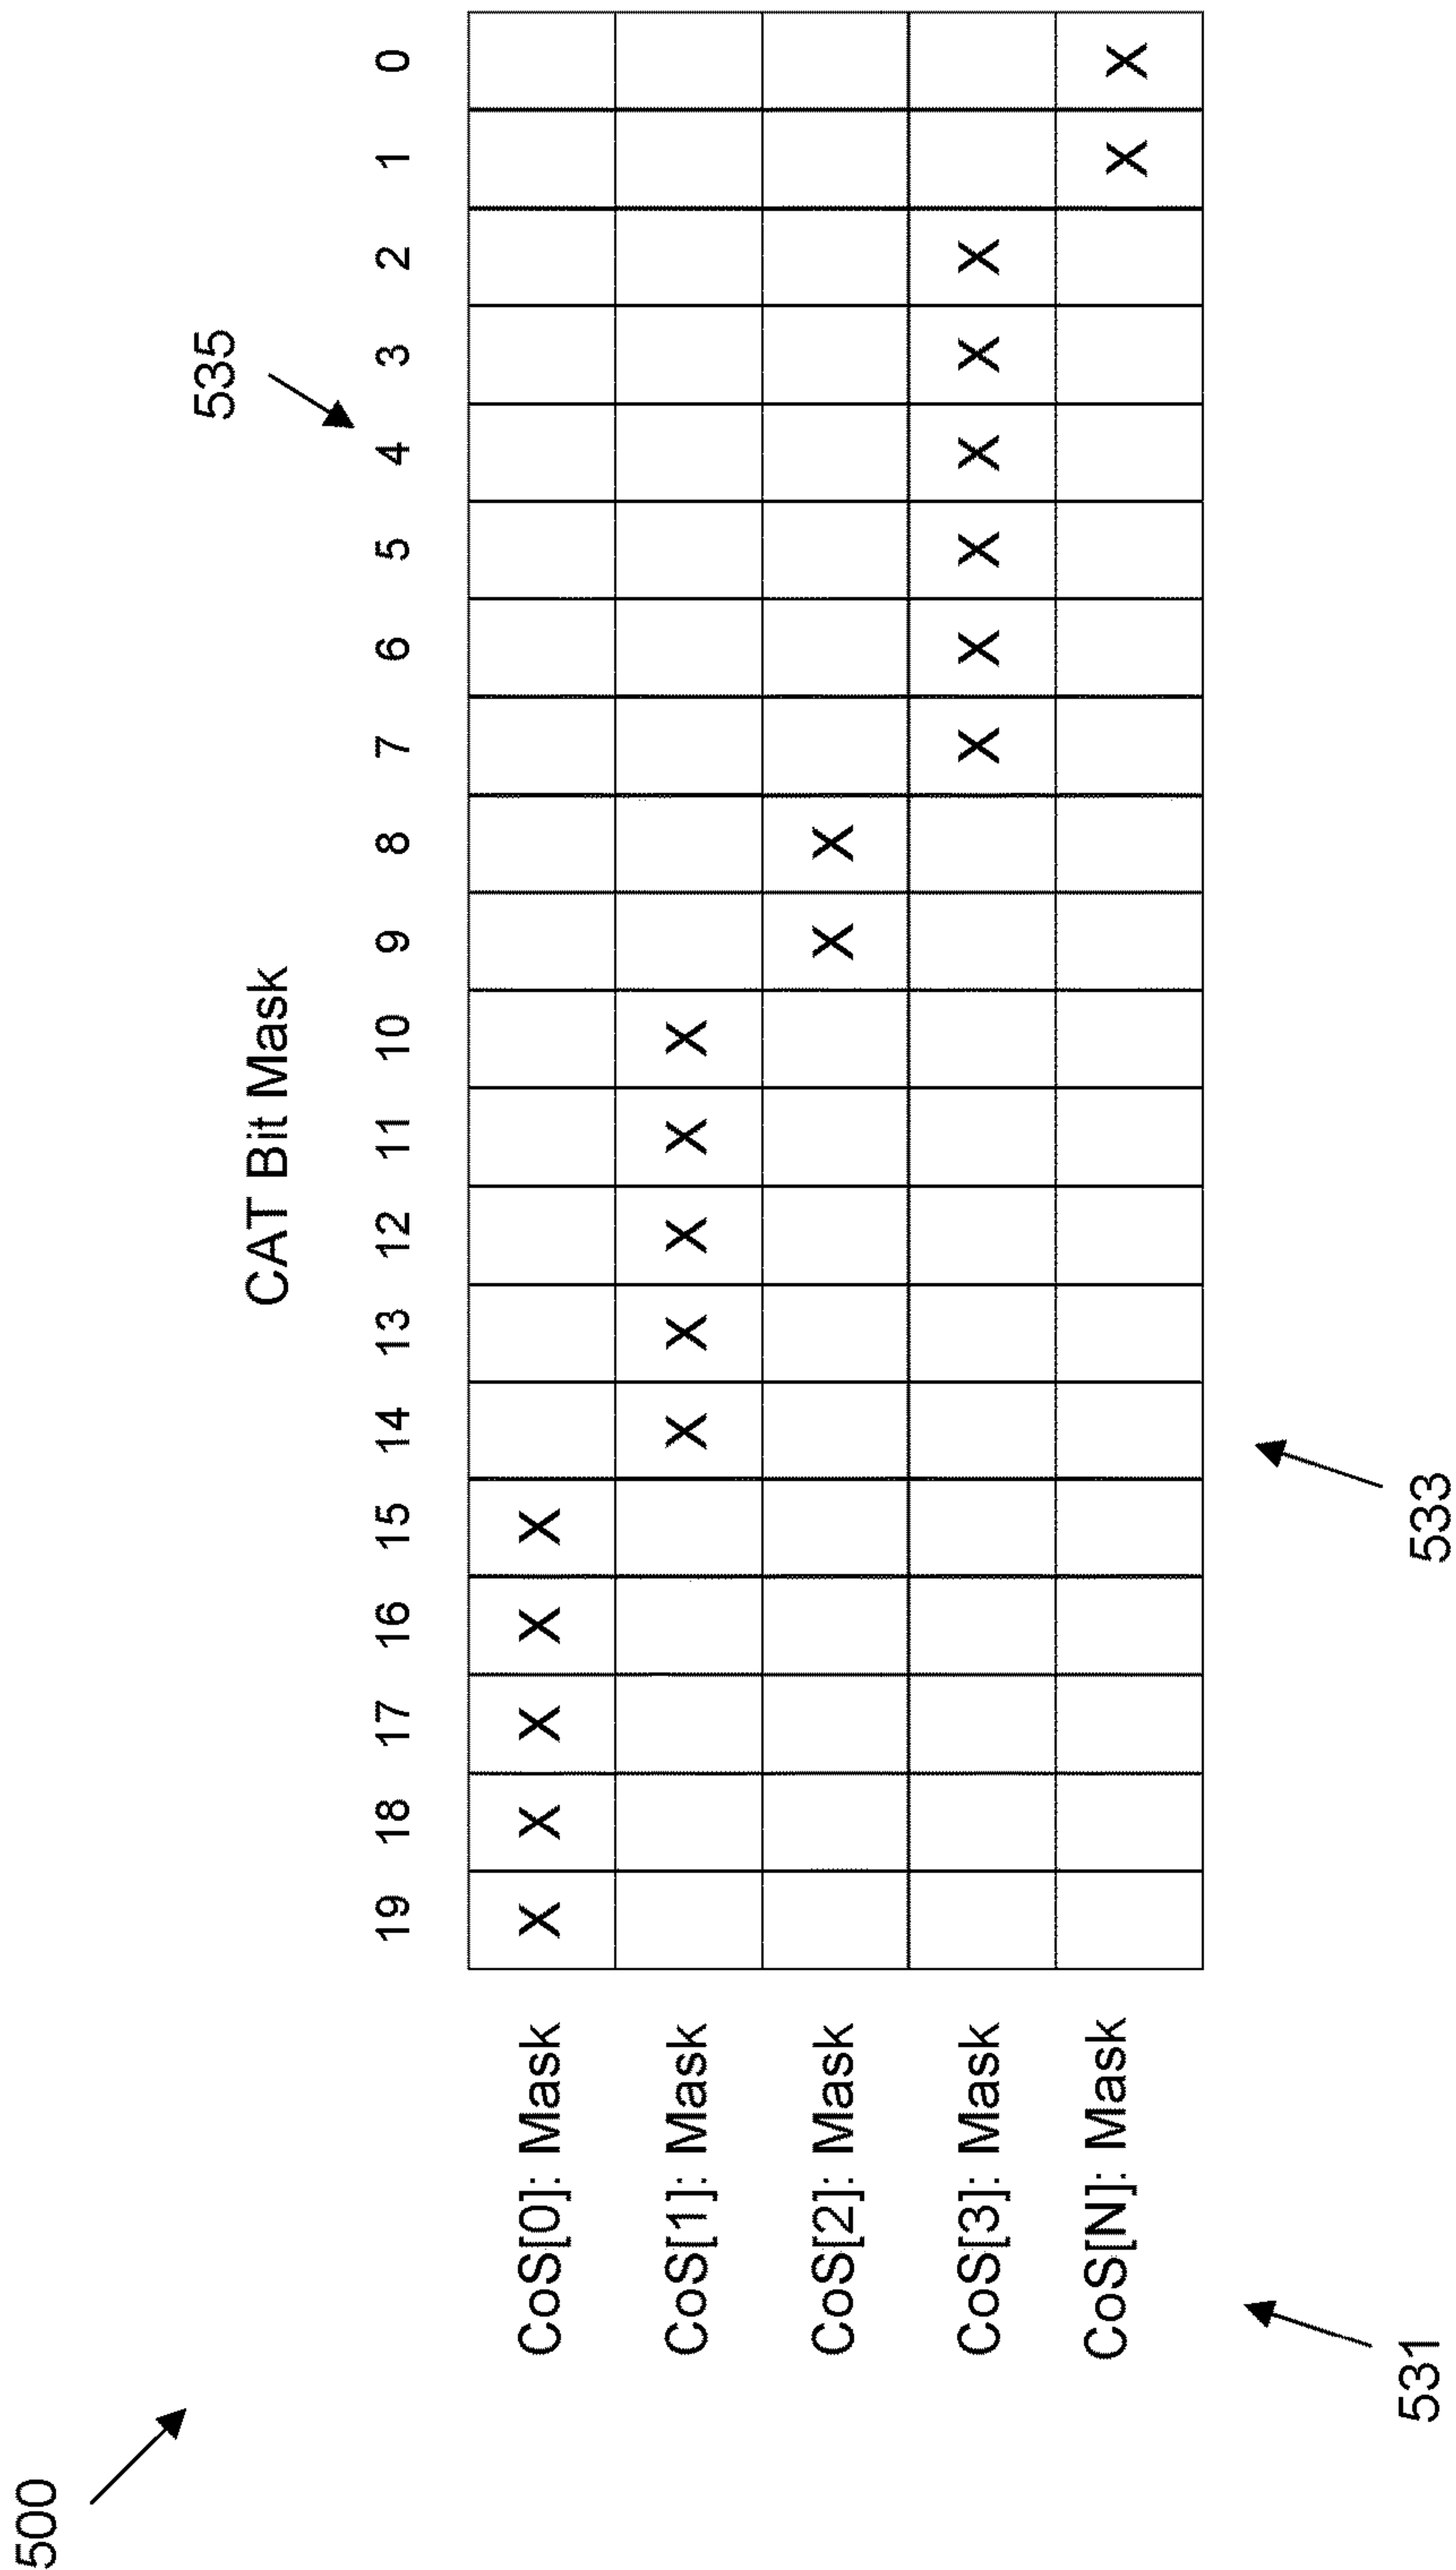 500
CAT Bit Mask
535
19 18 17 16 15 14 13 12 11 10 9 8 7 6 5 4 3 2 1 0
CoS[0]: Mask X X X X X
CoS[1]: Mask X X X X X
CoS[2]: Mask X X
CoS[3]: Mask X X X X X X
CoS[N]: Mask X X
531
533